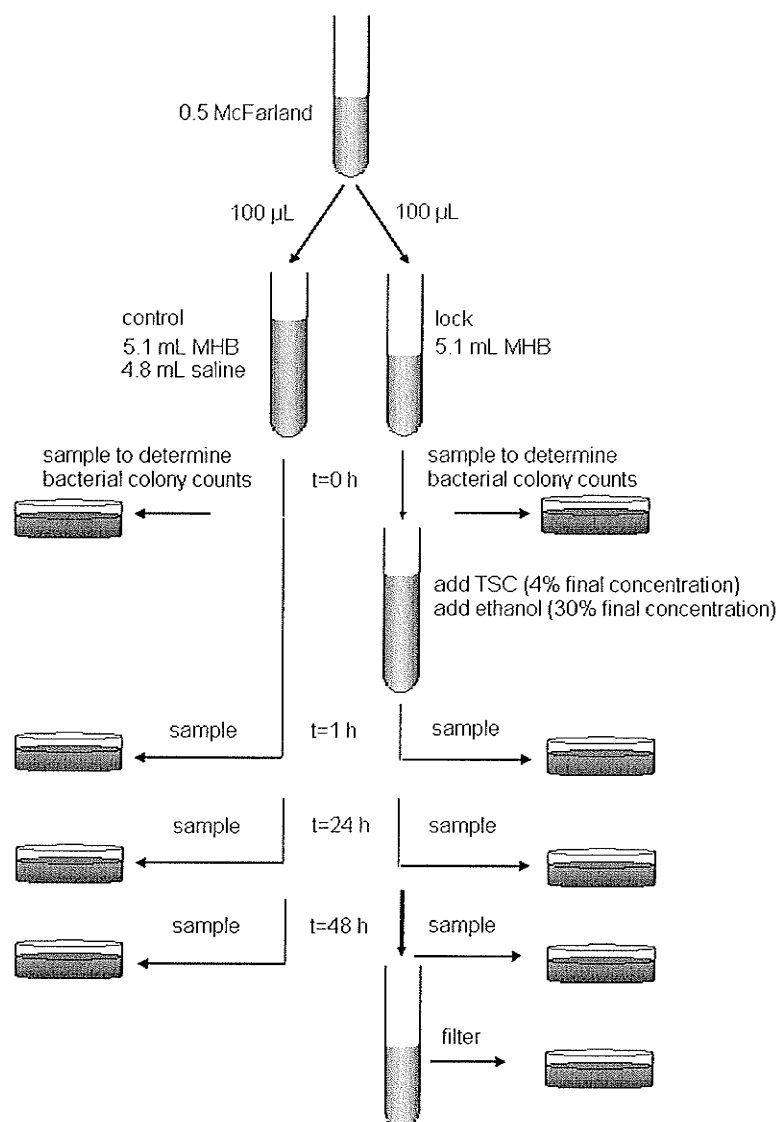 0.5 McFarland
100 µL
100 µL
control
5.1 mL MHB
4.8 mL saline
lock
5.1 mL MHB
sample to determine
bacterial colony counts
t=0 h
sample to determine
bacterial colony counts
add TSC (4% final concentration)
add ethanol (30% final concentration)
sample
t=1 h
sample
sample
t=24 h
sample
sample
t=48 h
sample
filter